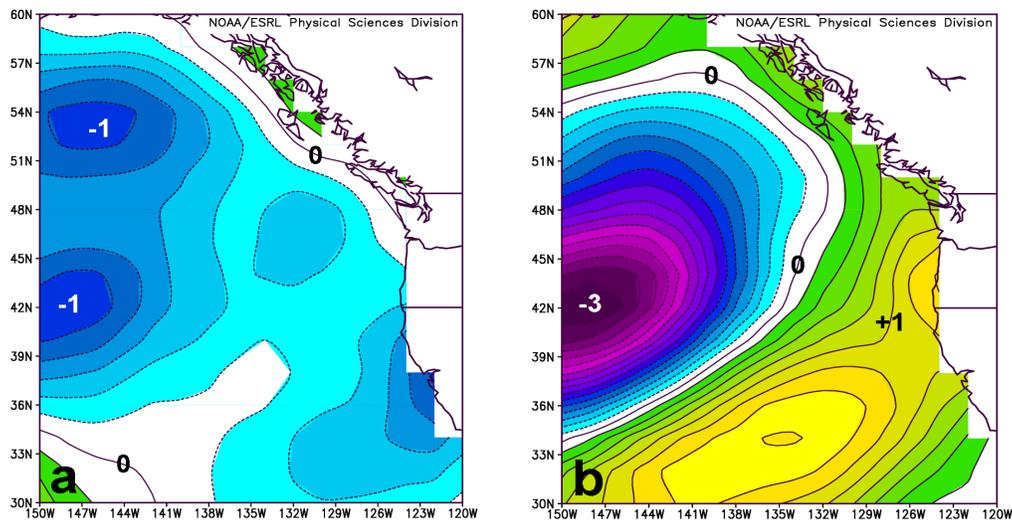 60N NOAA/ESRL Physical Sciences Division
57N
54N
-1
51N
0
48N
45N
42N
-1
39N
36N
33N
0
a
30N
150W 147W 144W 141W 138W 135W 132W 129W 126W 123W 120W
60N NOAA/ESRL Physical Sciences Division
57N
0
54N
51N
48N
45N
0
42N
-3
+1
39N
36N
33N
b
30N
150W 147W 144W 141W 138W 135W 132W 129W 126W 123W 120W